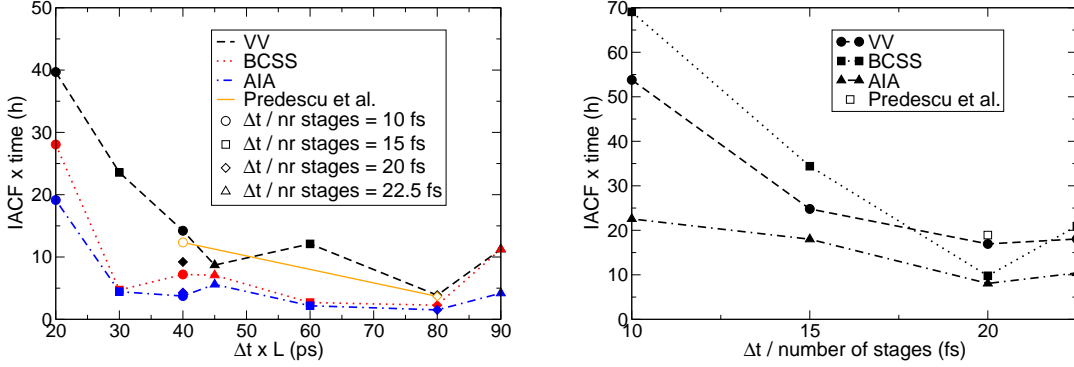 50
40
30
20
10
0
IACF x time (h)
VV
BCSS
AIA
Predescu et al.
Δt / nr stages = 10 fs
Δt / nr stages = 15 fs
Δt / nr stages = 20 fs
Δt / nr stages = 22.5 fs
20 30 40 50 60 70 80 90
Δt x L (ps)
70
60
50
40
30
20
10
0
IACF x time (h)
VV
BCSS
AIA
Predescu et al.
10 15 20
Δt / number of stages (fs)